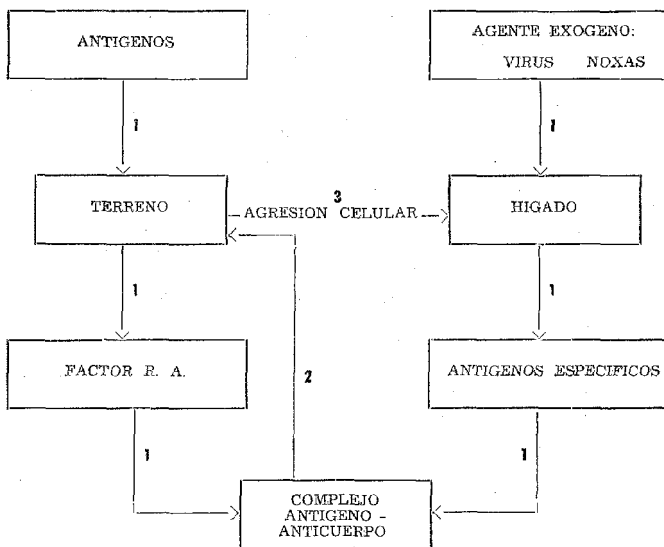 ANTIGENOS
AGENTE EXOGENO:
VIRUS NOXAS
1
1
TERRENO
3
AGRESION CELULAR
HIGADO
1
1
FACTOR R. A.
2
ANTIGENOS ESPECIFICOS
1
1
COMPLEJO
ANTIGENO -
ANTICUERPO